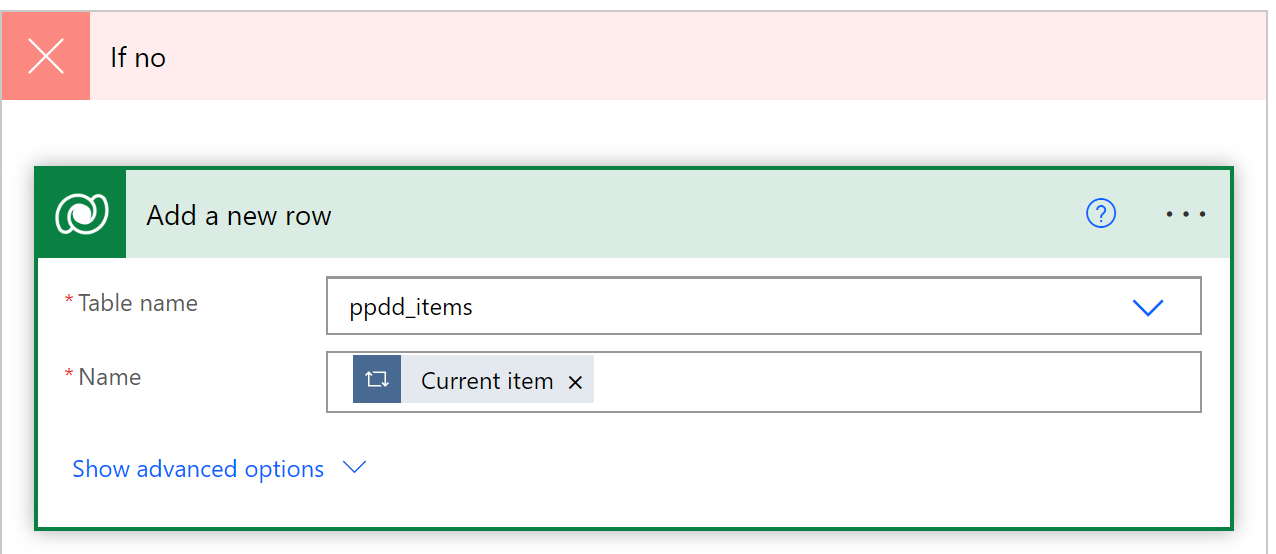 If no
Add a new row
?
* Table name
ppdd_items
* Name
Current item ×
Show advanced options